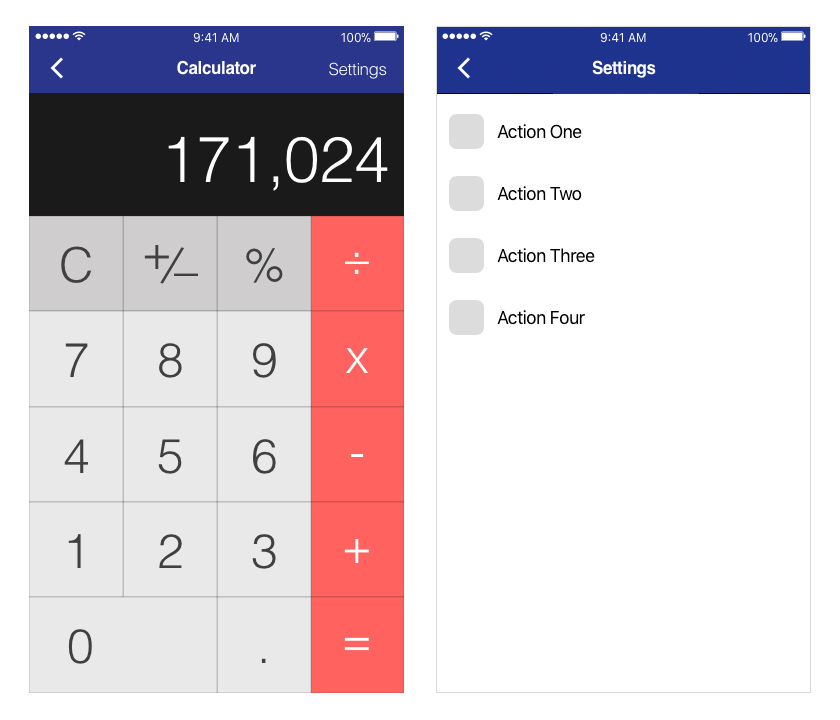 9:41 AM 100%
Calculator Settings
171,024
C +/− % ÷
7 8 9 x
4 5 6 -
1 2 3 +
0 . =
9:41 AM 100%
Settings
Action One
Action Two
Action Three
Action Four